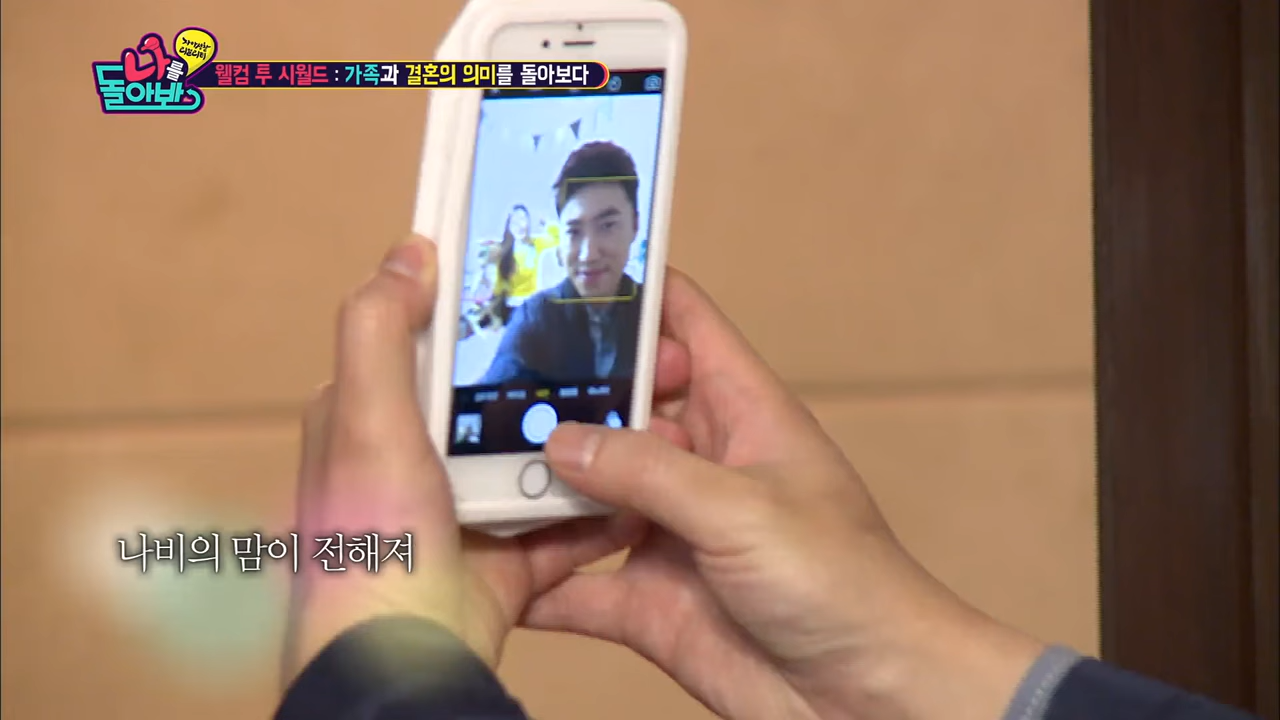 나를
돌아봐
웰컴 투 시월드 : 가족과 결혼의 의미를 돌아보다
나비의 맘이 전해져